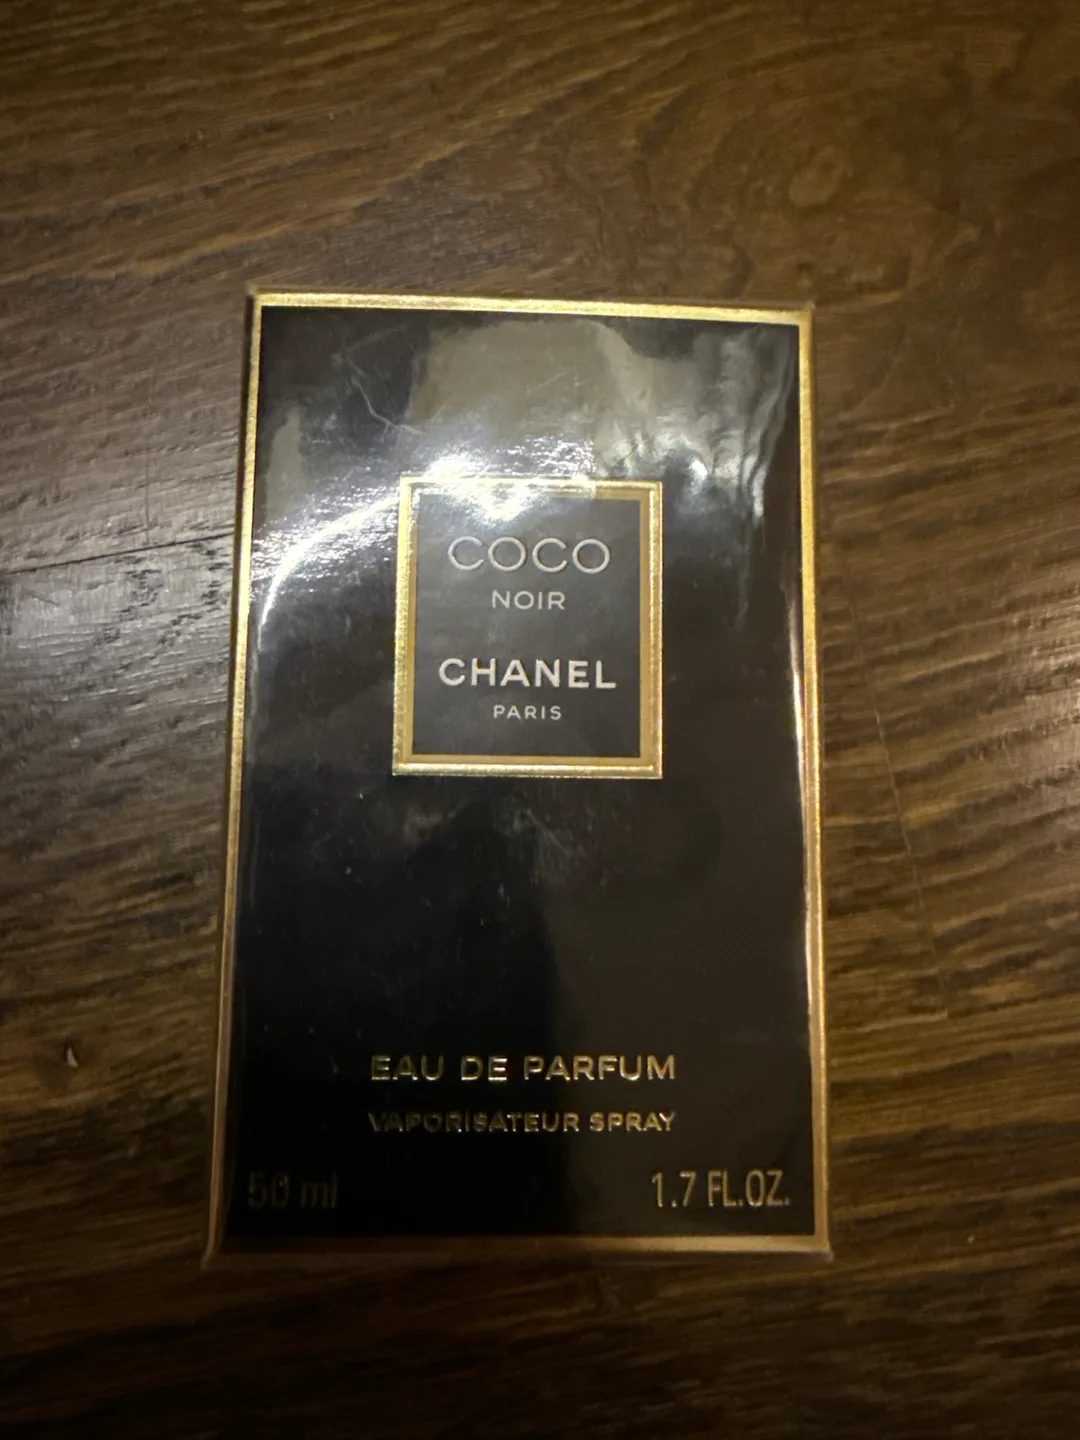 COCO
NOIR
CHANEL
PARIS
EAU DE PARFUM
VAPORISATEUR SPRAY
50 ml 1.7 FL.OZ.